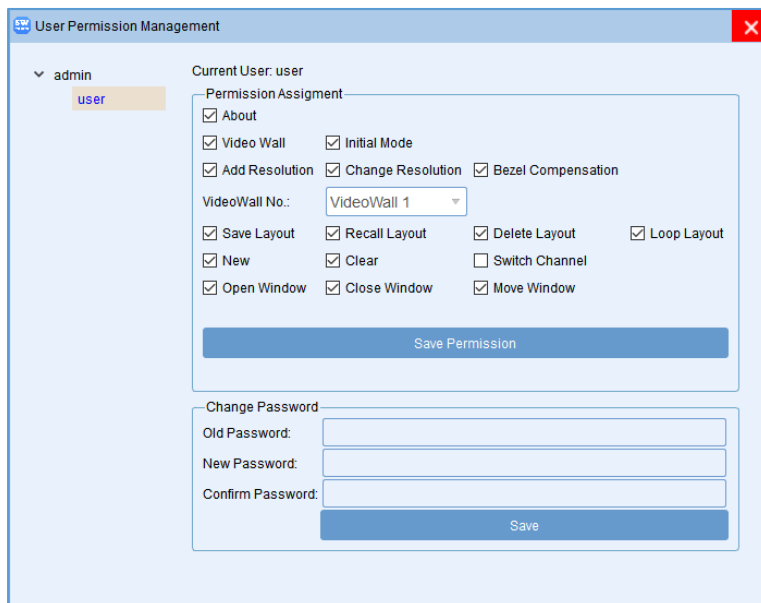 User Permission Management
admin
user
Current User: user
Permission Assigment
About
Video Wall Initial Mode
Add Resolution Change Resolution Bezel Compensation
VideoWall No.: VideoWall 1
Save Layout Recall Layout Delete Layout Loop Layout
New Clear Switch Channel
Open Window Close Window Move Window
Save Permission
Change Password
Old Password:
New Password:
Confirm Password:
Save